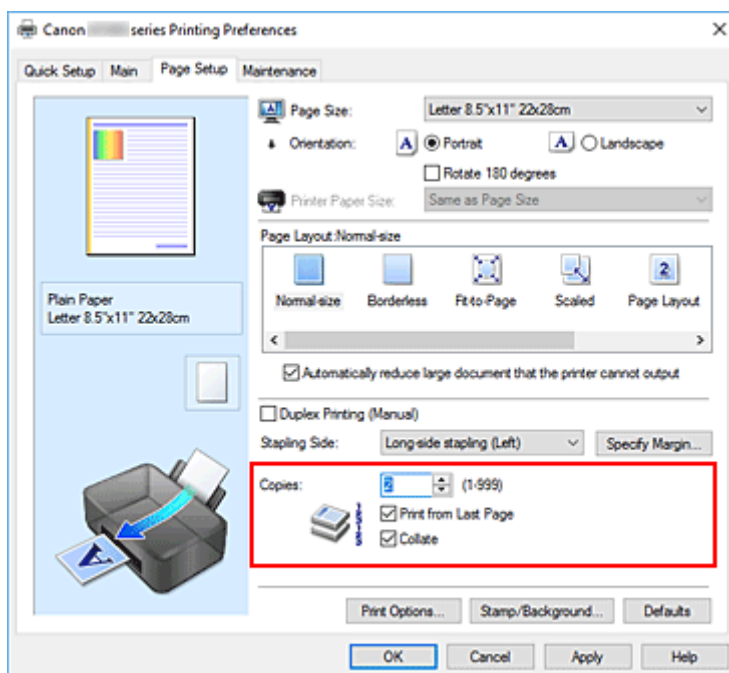 Canon series Printing Preferences
Quick Setup Main Page Setup Maintenance
Page Size: Letter 8.5"x11" 22x28cm
Orientation: A Portrait A Landscape
Rotate 180 degrees
Printer Paper Size: Same as Page Size
Page Layout:Normal-size
Normal-size Borderless Fit-to-Page Scaled Page Layout
Plain Paper
Letter 8.5"x11" 22x28cm
Automatically reduce large document that the printer cannot output
Duplex Printing (Manual)
Stapling Side: Long-side stapling (Left) Specify Margin...
Copies: 2 (1-999)
Print from Last Page
Collate
Print Options... Stamp/Background... Defaults
OK Cancel Apply Help